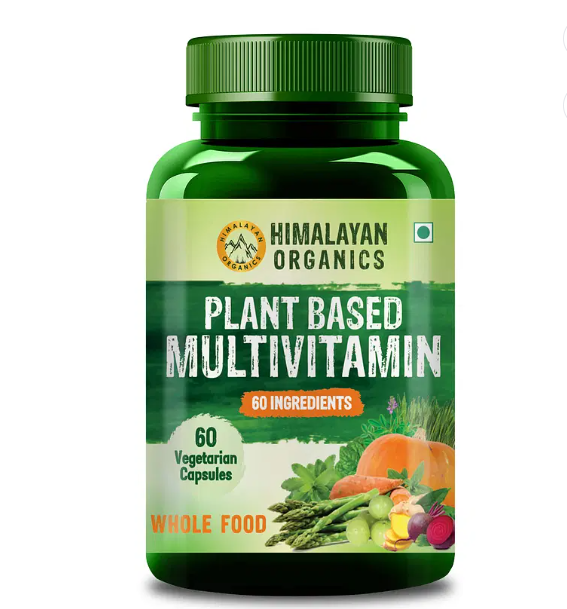 HIMALAYAN
ORGANICS
HIMALAYAN
ORGANICS
PLANT BASED
MULTIVITAMIN
60 INGREDIENTS
60
Vegetarian
Capsules
WHOLE FOOD